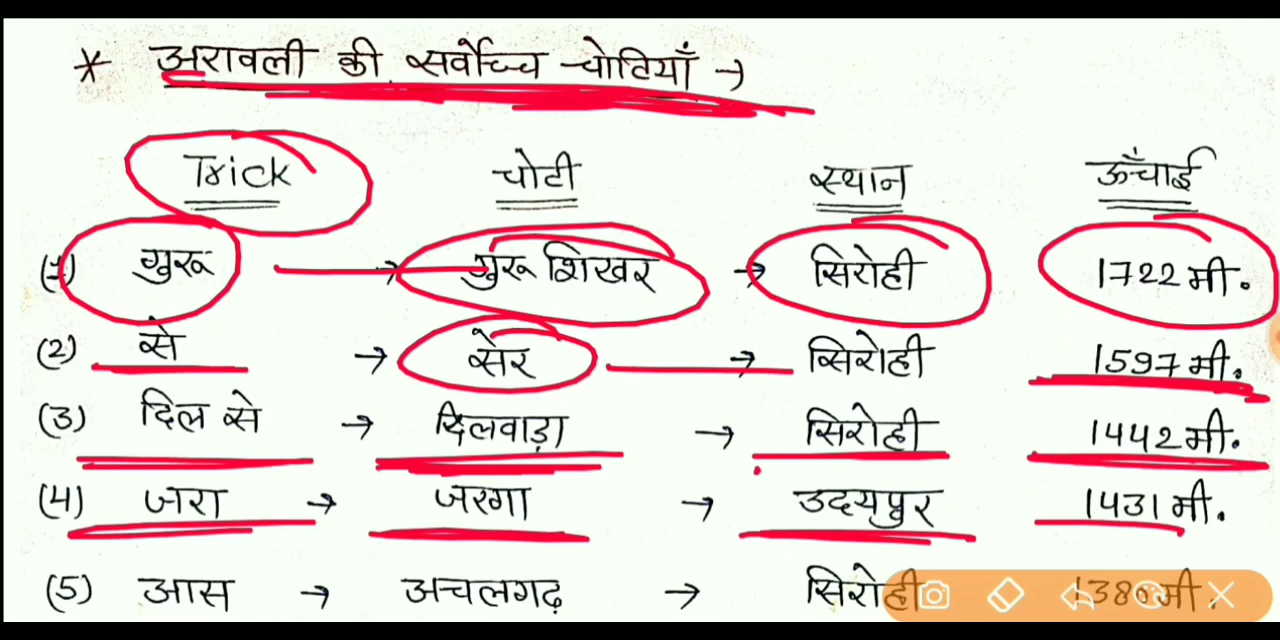 * अरावली की सर्वोच्च चोटियाँ →
Trick चोटी स्थान ऊँचाई
(1) गुरू → गुरू शिखर → सिरोही 1722 मी.
(2) से → सेर → सिरोही 1597 मी.
(3) दिल से → दिलवाड़ा → सिरोही 1442 मी.
(4) जरा → जरगा → उदयपुर 1431 मी.
(5) आस → अचलगढ़ → सिरोही 1380 मी.